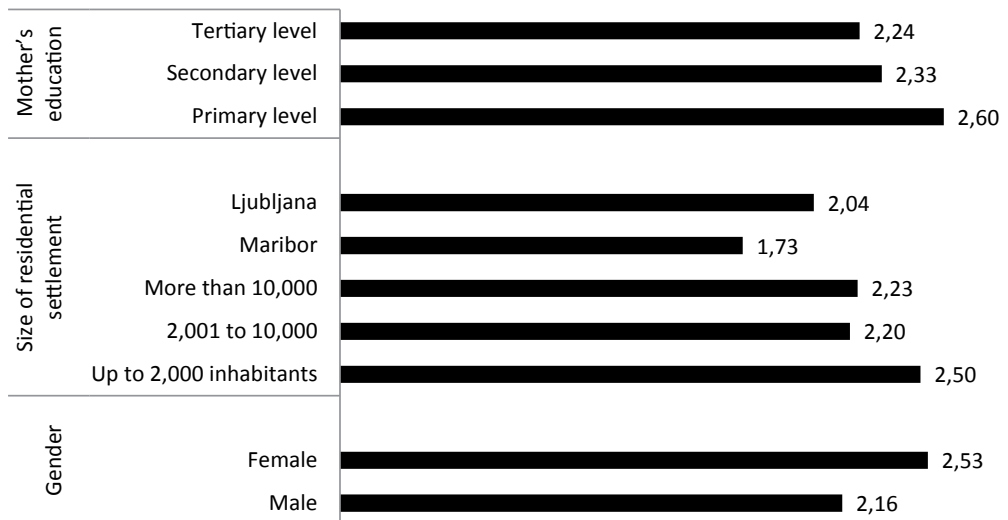 Mother's
education
Tertiary level 2,24
Secondary level 2,33
Primary level 2,60
Size of residential
settlement
Ljubljana 2,04
Maribor 1,73
More than 10,000 2,23
2,001 to 10,000 2,20
Up to 2,000 inhabitants 2,50
Gender
Female 2,53
Male 2,16